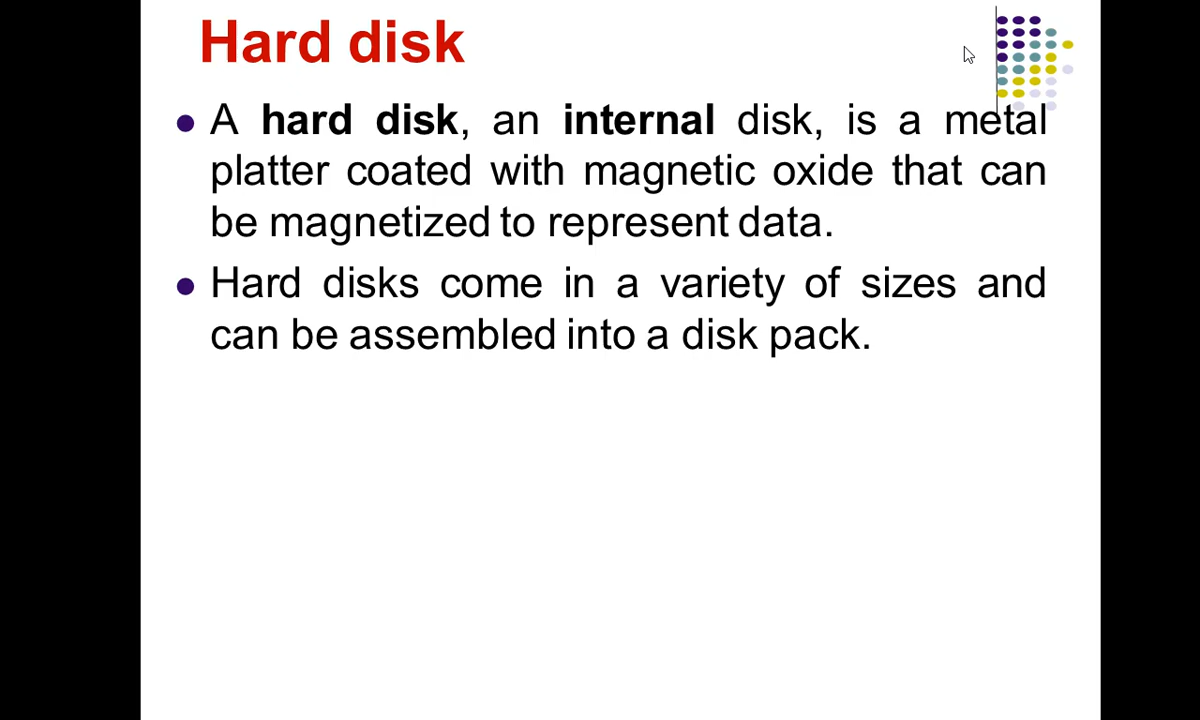 Hard disk
A hard disk, an internal disk, is a metal
platter coated with magnetic oxide that can
be magnetized to represent data.
Hard disks come in a variety of sizes and
can be assembled into a disk pack.